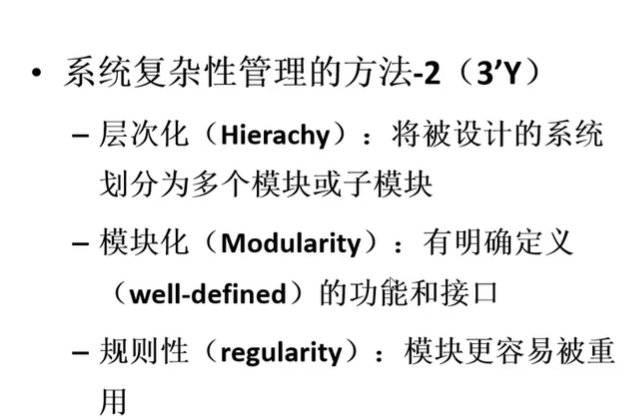 • 系统复杂性管理的方法-2（3’Y）
– 层次化（Hierachy）：将被设计的系统
划分为多个模块或子模块
– 模块化（Modularity）：有明确定义
（well-defined）的功能和接口
– 规则性（regularity）：模块更容易被重
用